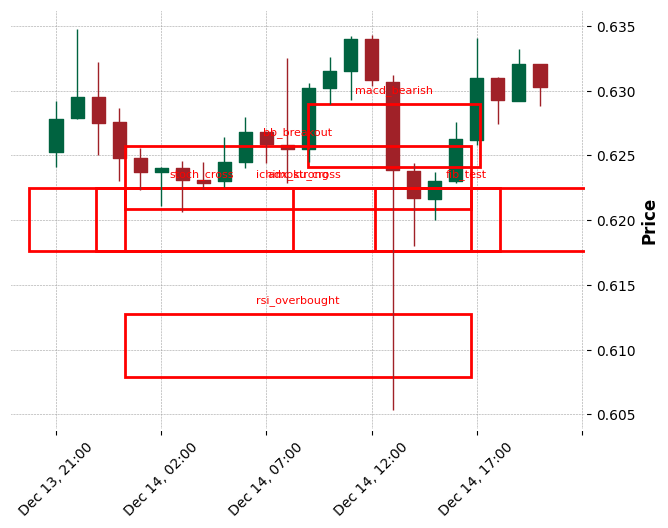 0.635
0.630
macd_bearish
bb_breakout
0.625
stoch_cross
fib_test
0.620
Price
0.615
rsi_overbought
0.610
0.605
Dec 13, 21:00
Dec 14, 02:00
Dec 14, 07:00
Dec 14, 12:00
Dec 14, 17:00